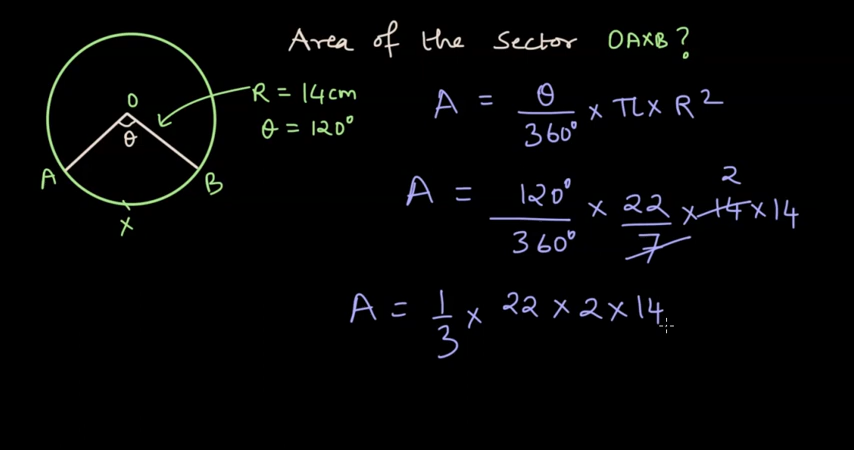 Area of the sector OAXB?
O
R = 14cm
θ = 120°
θ
A
B
X
A = θ/360° × π × R²
A = 120°/360° × 22/7 × 14 × 14
2
A = 1/3 × 22 × 2 × 14